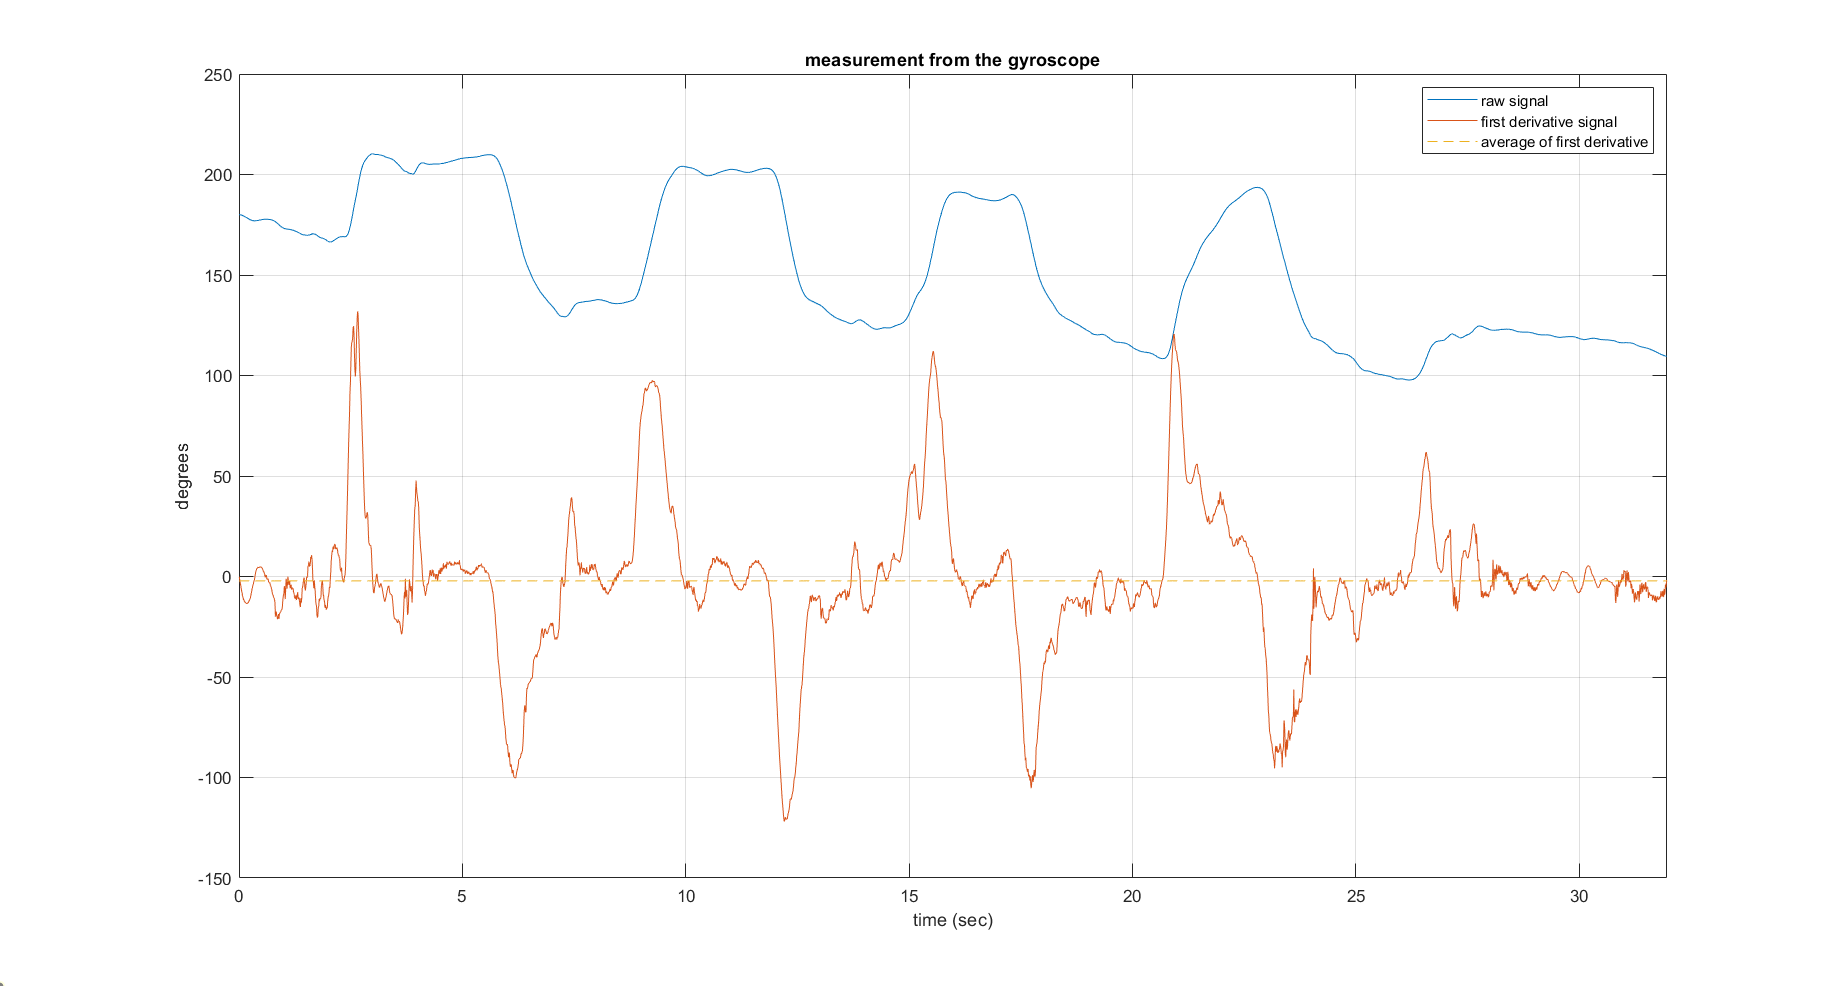 measurement from the gyroscope
raw signal
first derivative signal
average of first derivative
250
200
150
100
50
0
-50
-100
-150
degrees
0 5 10 15 20 25 30
time (sec)